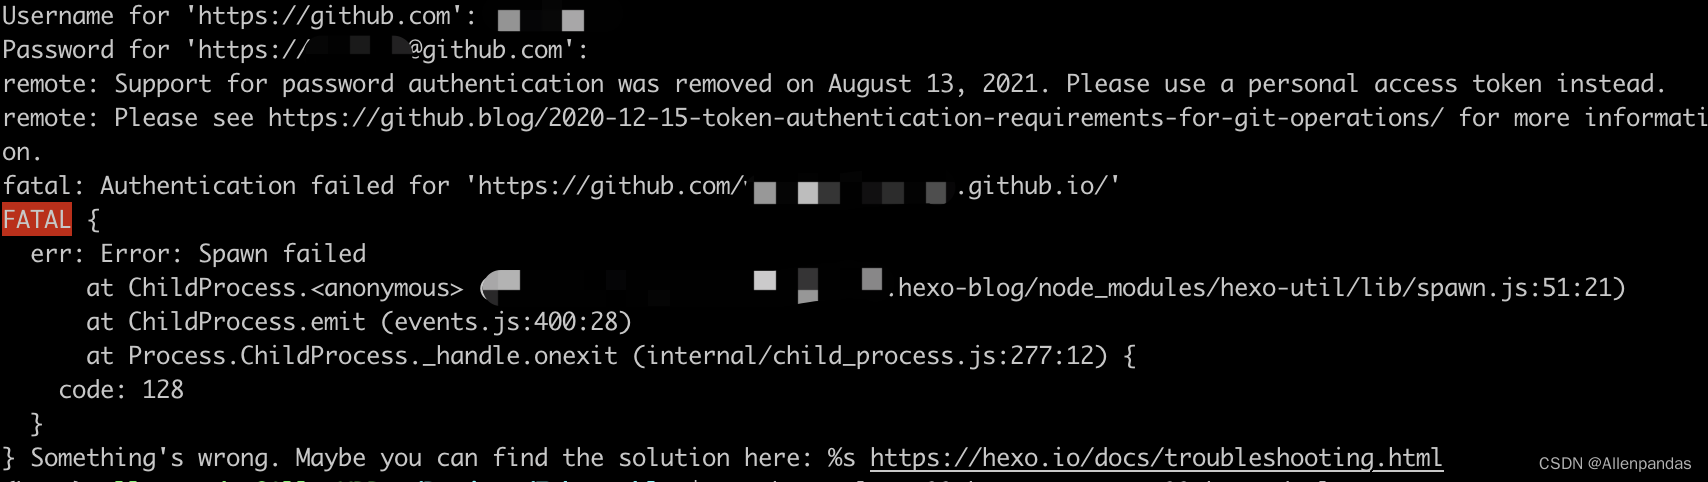 Username for 'https://github.com':
Password for 'https://@github.com':
remote: Support for password authentication was removed on August 13, 2021. Please use a personal access token instead.
remote: Please see https://github.blog/2020-12-15-token-authentication-requirements-for-git-operations/ for more informati
on.
fatal: Authentication failed for 'https://github.com/.github.io/'
FATAL {
err: Error: Spawn failed
at ChildProcess.<anonymous> (.hexo-blog/node_modules/hexo-util/lib/spawn.js:51:21)
at ChildProcess.emit (events.js:400:28)
at Process.ChildProcess._handle.onexit (internal/child_process.js:277:12) {
code: 128
}
} Something's wrong. Maybe you can find the solution here: %s https://hexo.io/docs/troubleshooting.html
CSDN @Allenpandas